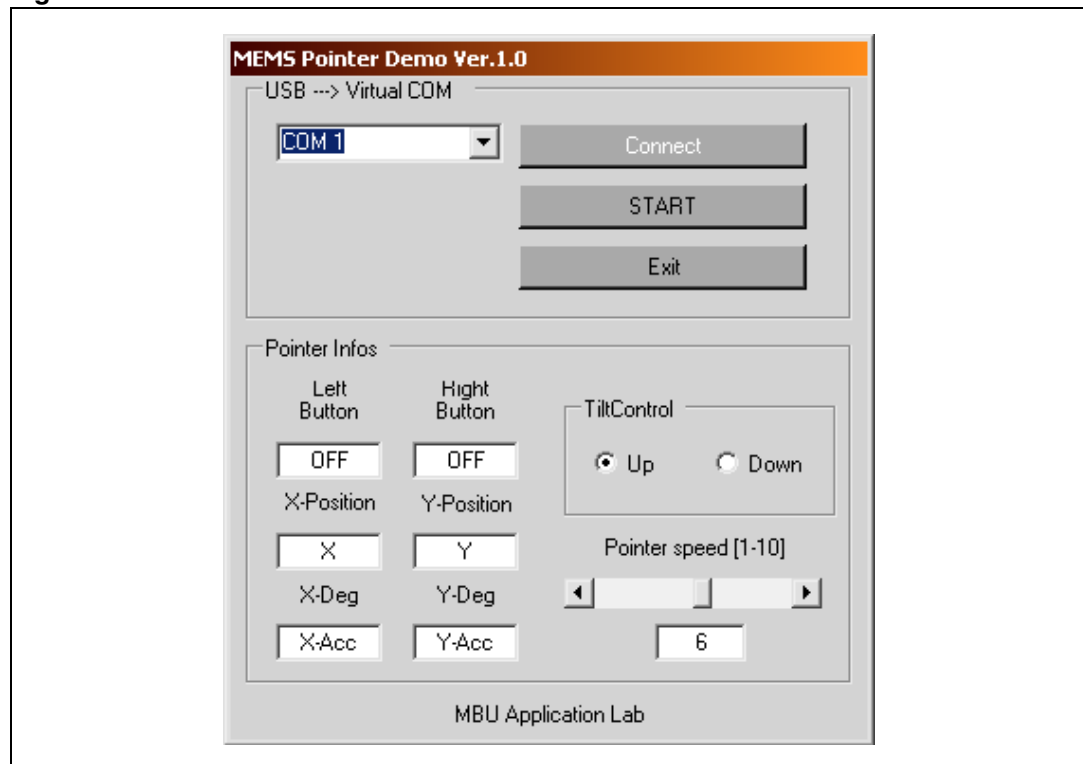 MEMS Pointer Demo Ver.1.0
USB ---> Virtual COM
COM 1
Connect
START
Exit
Pointer Infos
Left Button
Right Button
TiltControl
OFF
OFF
Up
Down
X-Position
Y-Position
X
Y
Pointer speed [1-10]
X-Deg
Y-Deg
X-Acc
Y-Acc
6
MBU Application Lab